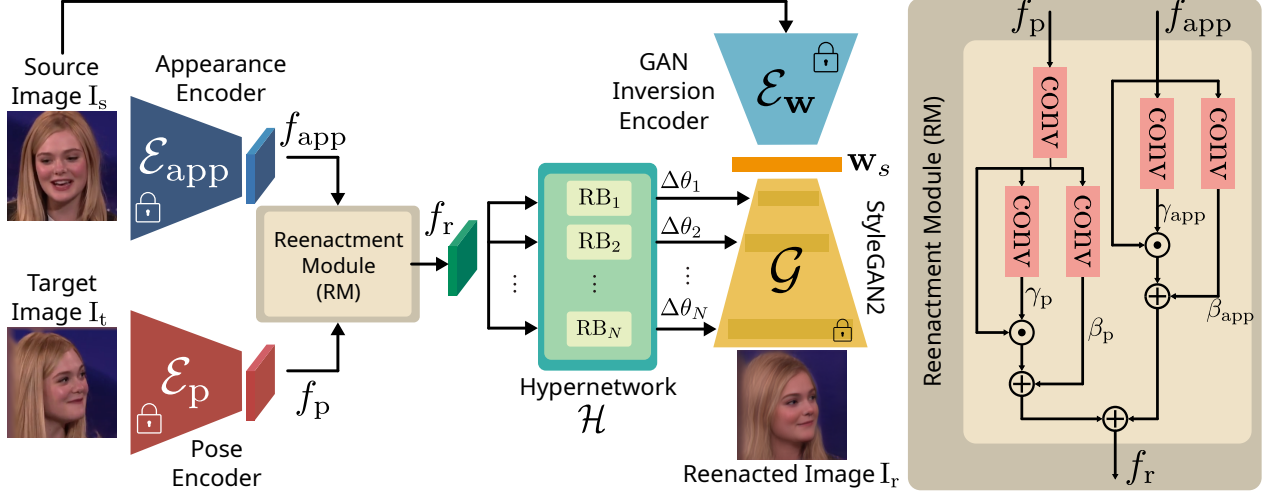 Source
Image I_s
Appearance
Encoder
ℰ_app
f_app
Target
Image I_t
ℰ_p
Pose
Encoder
f_p
Reenactment
Module
(RM)
f_r
RB_1
RB_2
⋮
⋮
RB_N
Hypernetwork
ℋ
Δθ_1
Δθ_2
⋮
Δθ_N
GAN
Inversion
Encoder
ℰ_w
w_s
𝒢
StyleGAN2
Reenacted Image I_r
Reenactment Module (RM)
f_p
f_app
conv
conv
conv
conv
conv
γ_app
β_app
γ_p
β_p
f_r